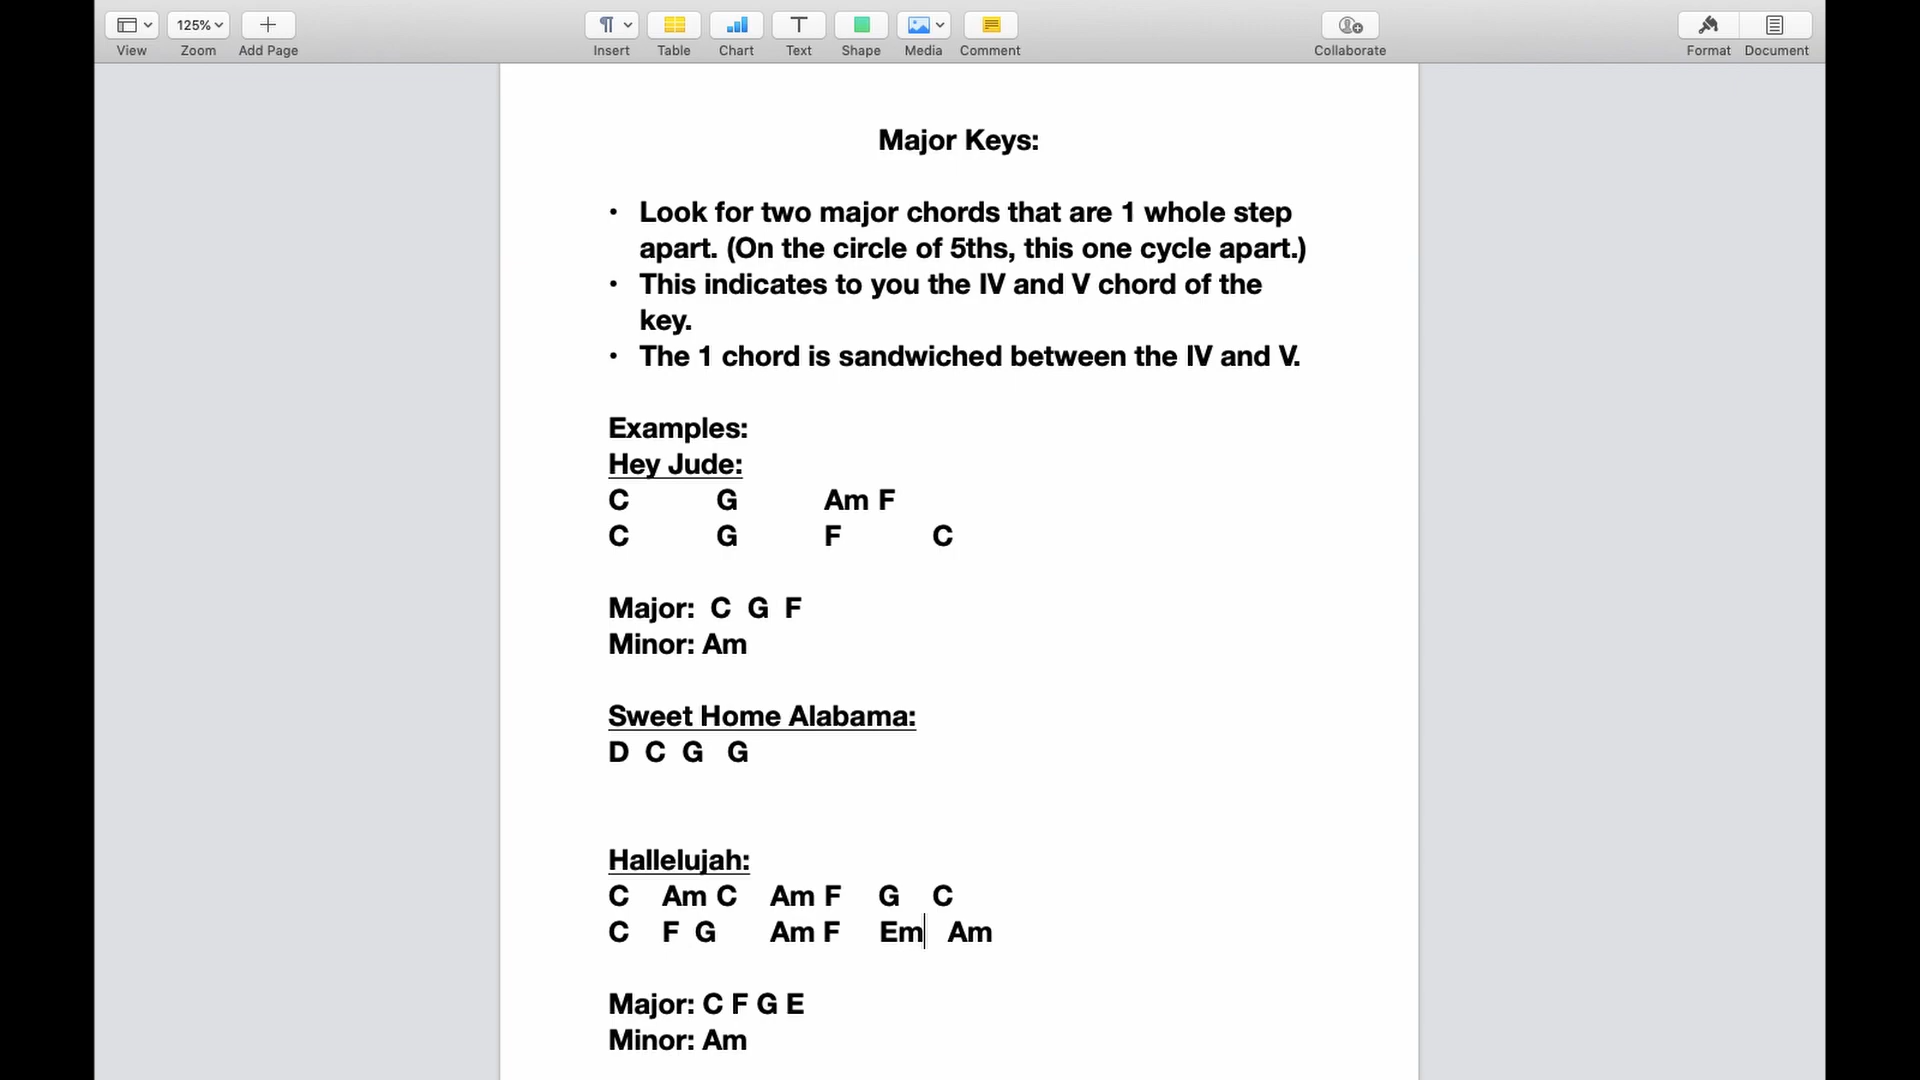 125%
View Zoom Add Page Insert Table Chart Text Shape Media Comment Collaborate Format Document
Major Keys:
• Look for two major chords that are 1 whole step
apart. (On the circle of 5ths, this one cycle apart.)
• This indicates to you the IV and V chord of the
key.
• The 1 chord is sandwiched between the IV and V.
Examples:
Hey Jude:
C G Am F
C G F C
Major: C G F
Minor: Am
Sweet Home Alabama:
D C G G
Hallelujah:
C Am C Am F G C
C F G Am F Em Am
Major: C F G E
Minor: Am